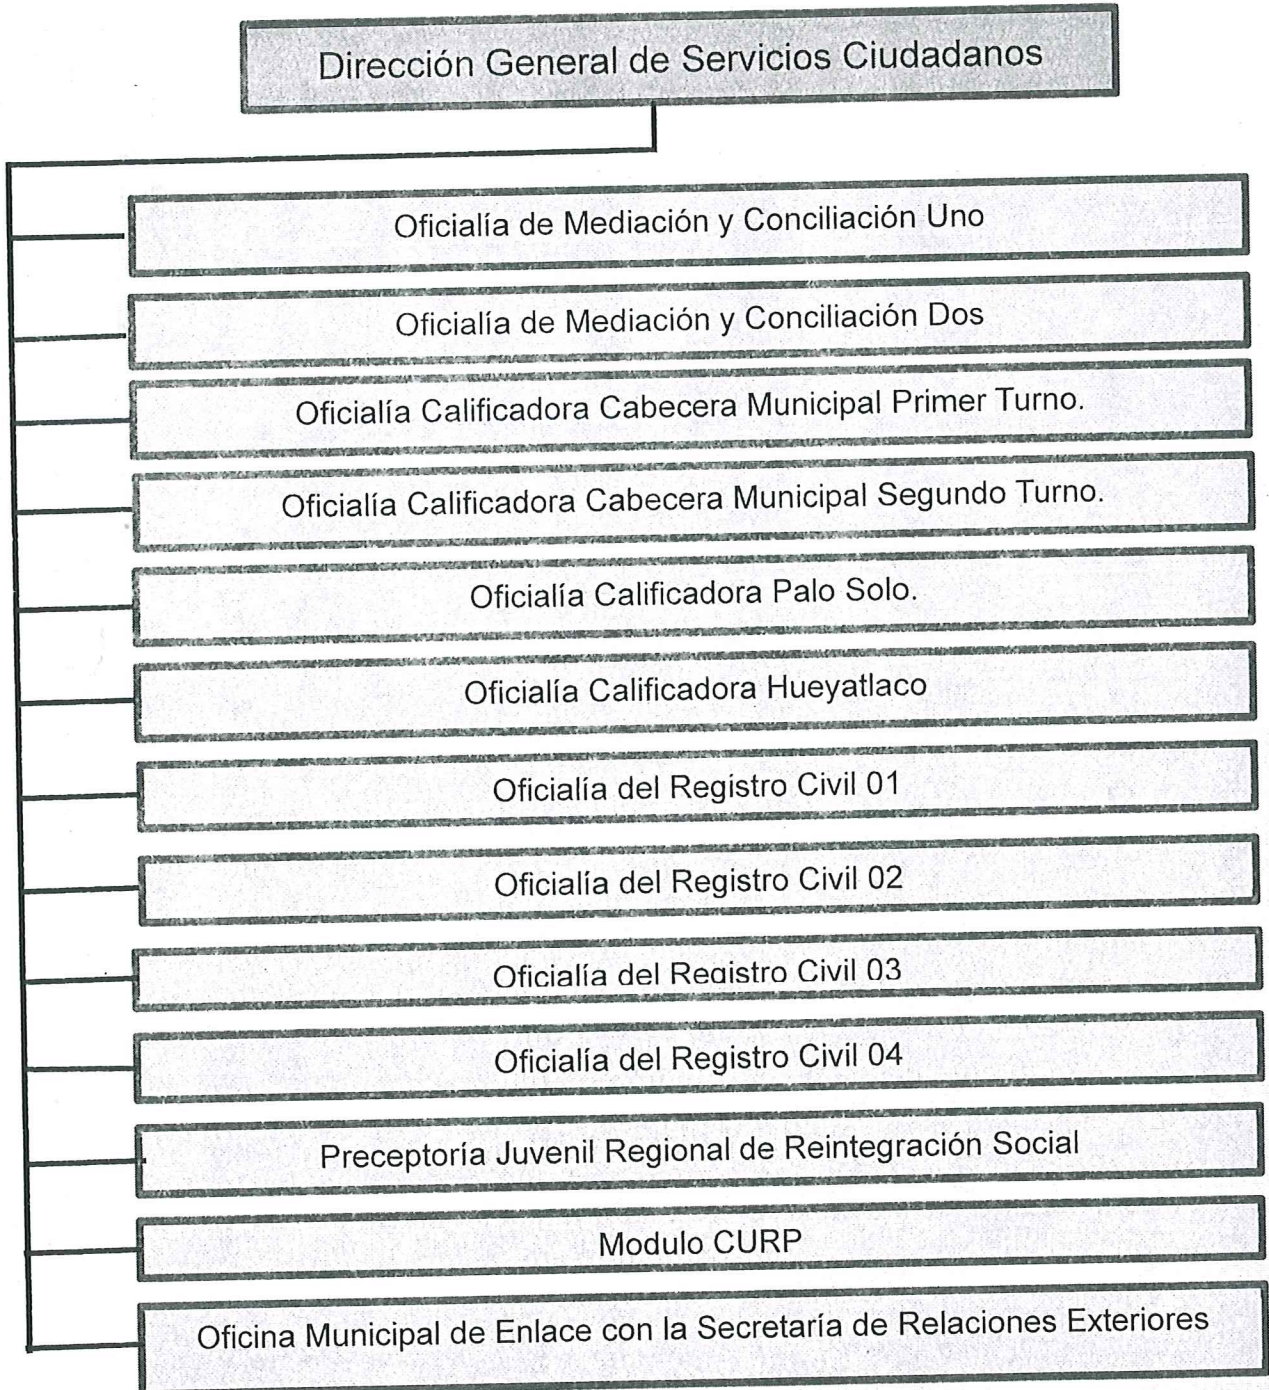 Dirección General de Servicios Ciudadanos
Oficialía de Mediación y Conciliación Uno
Oficialía de Mediación y Conciliación Dos
Oficialía Calificadora Cabecera Municipal Primer Turno.
Oficialía Calificadora Cabecera Municipal Segundo Turno.
Oficialía Calificadora Palo Solo.
Oficialía Calificadora Hueyatlaco
Oficialía del Registro Civil 01
Oficialía del Registro Civil 02
Oficialía del Registro Civil 03
Oficialía del Registro Civil 04
Preceptoría Juvenil Regional de Reintegración Social
Modulo CURP
Oficina Municipal de Enlace con la Secretaría de Relaciones Exteriores